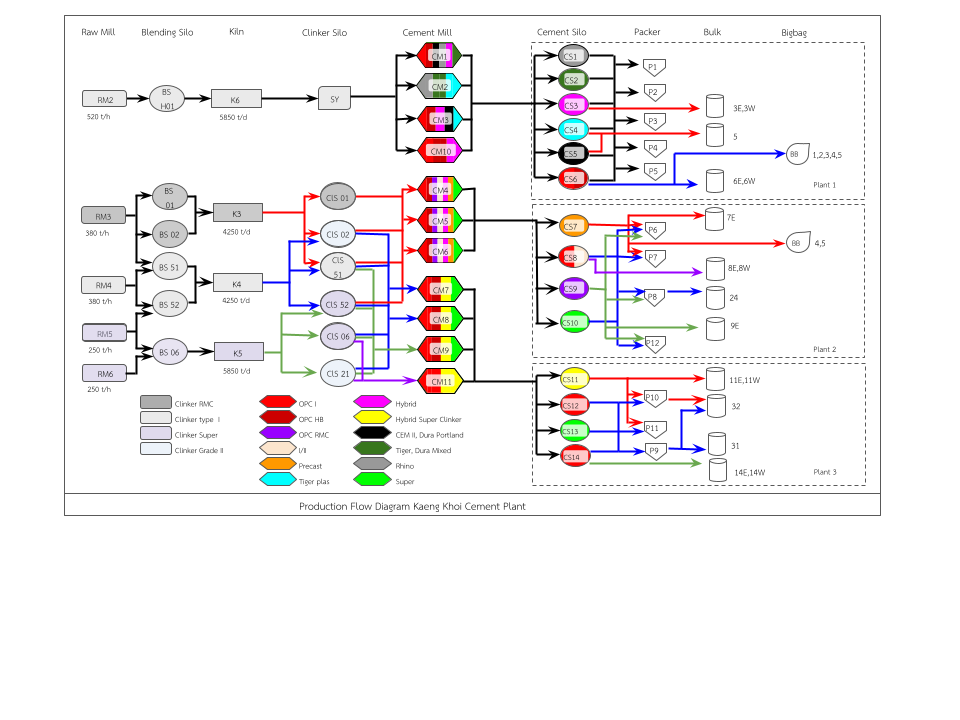 Raw Mill
Blending Silo
Kiln
Clinker Silo
Cement Mill
Cement Silo
Packer
Bulk
Bigbag
RM2
520 t/h
BS
H01
K6
5850 t/d
SY
CM1
CM2
CM3
CM10
CS1
CS2
CS3
CS4
CS5
CS6
P1
P2
P3
P4
P5
3E,3W
5
6E,6W
BB
1,2,3,4,5
Plant 1
RM3
380 t/h
RM4
380 t/h
RM5
250 t/h
RM6
250 t/h
BS
01
BS 02
BS 51
BS 52
BS 06
K3
4250 t/d
K4
4250 t/d
K5
5850 t/d
ClS 01
ClS 02
ClS
51
ClS 52
ClS 06
ClS 21
CM4
CM5
CM6
CM7
CM8
CM9
CM11
CS7
CS8
CS9
CS10
P6
P7
P8
P12
7E
8E,8W
24
9E
BB
4,5
Plant 2
CS11
CS12
CS13
CS14
P10
P11
P9
11E,11W
32
31
14E,14W
Plant 3
Clinker RMC
Clinker type I
Clinker Super
Clinker Grade II
OPC I
OPC HB
OPC RMC
I/II
Precast
Tiger plas
Hybrid
Hybrid Super Clinker
CEM II, Dura Portland
Tiger, Dura Mixed
Rhino
Super
Production Flow Diagram Kaeng Khoi Cement Plant